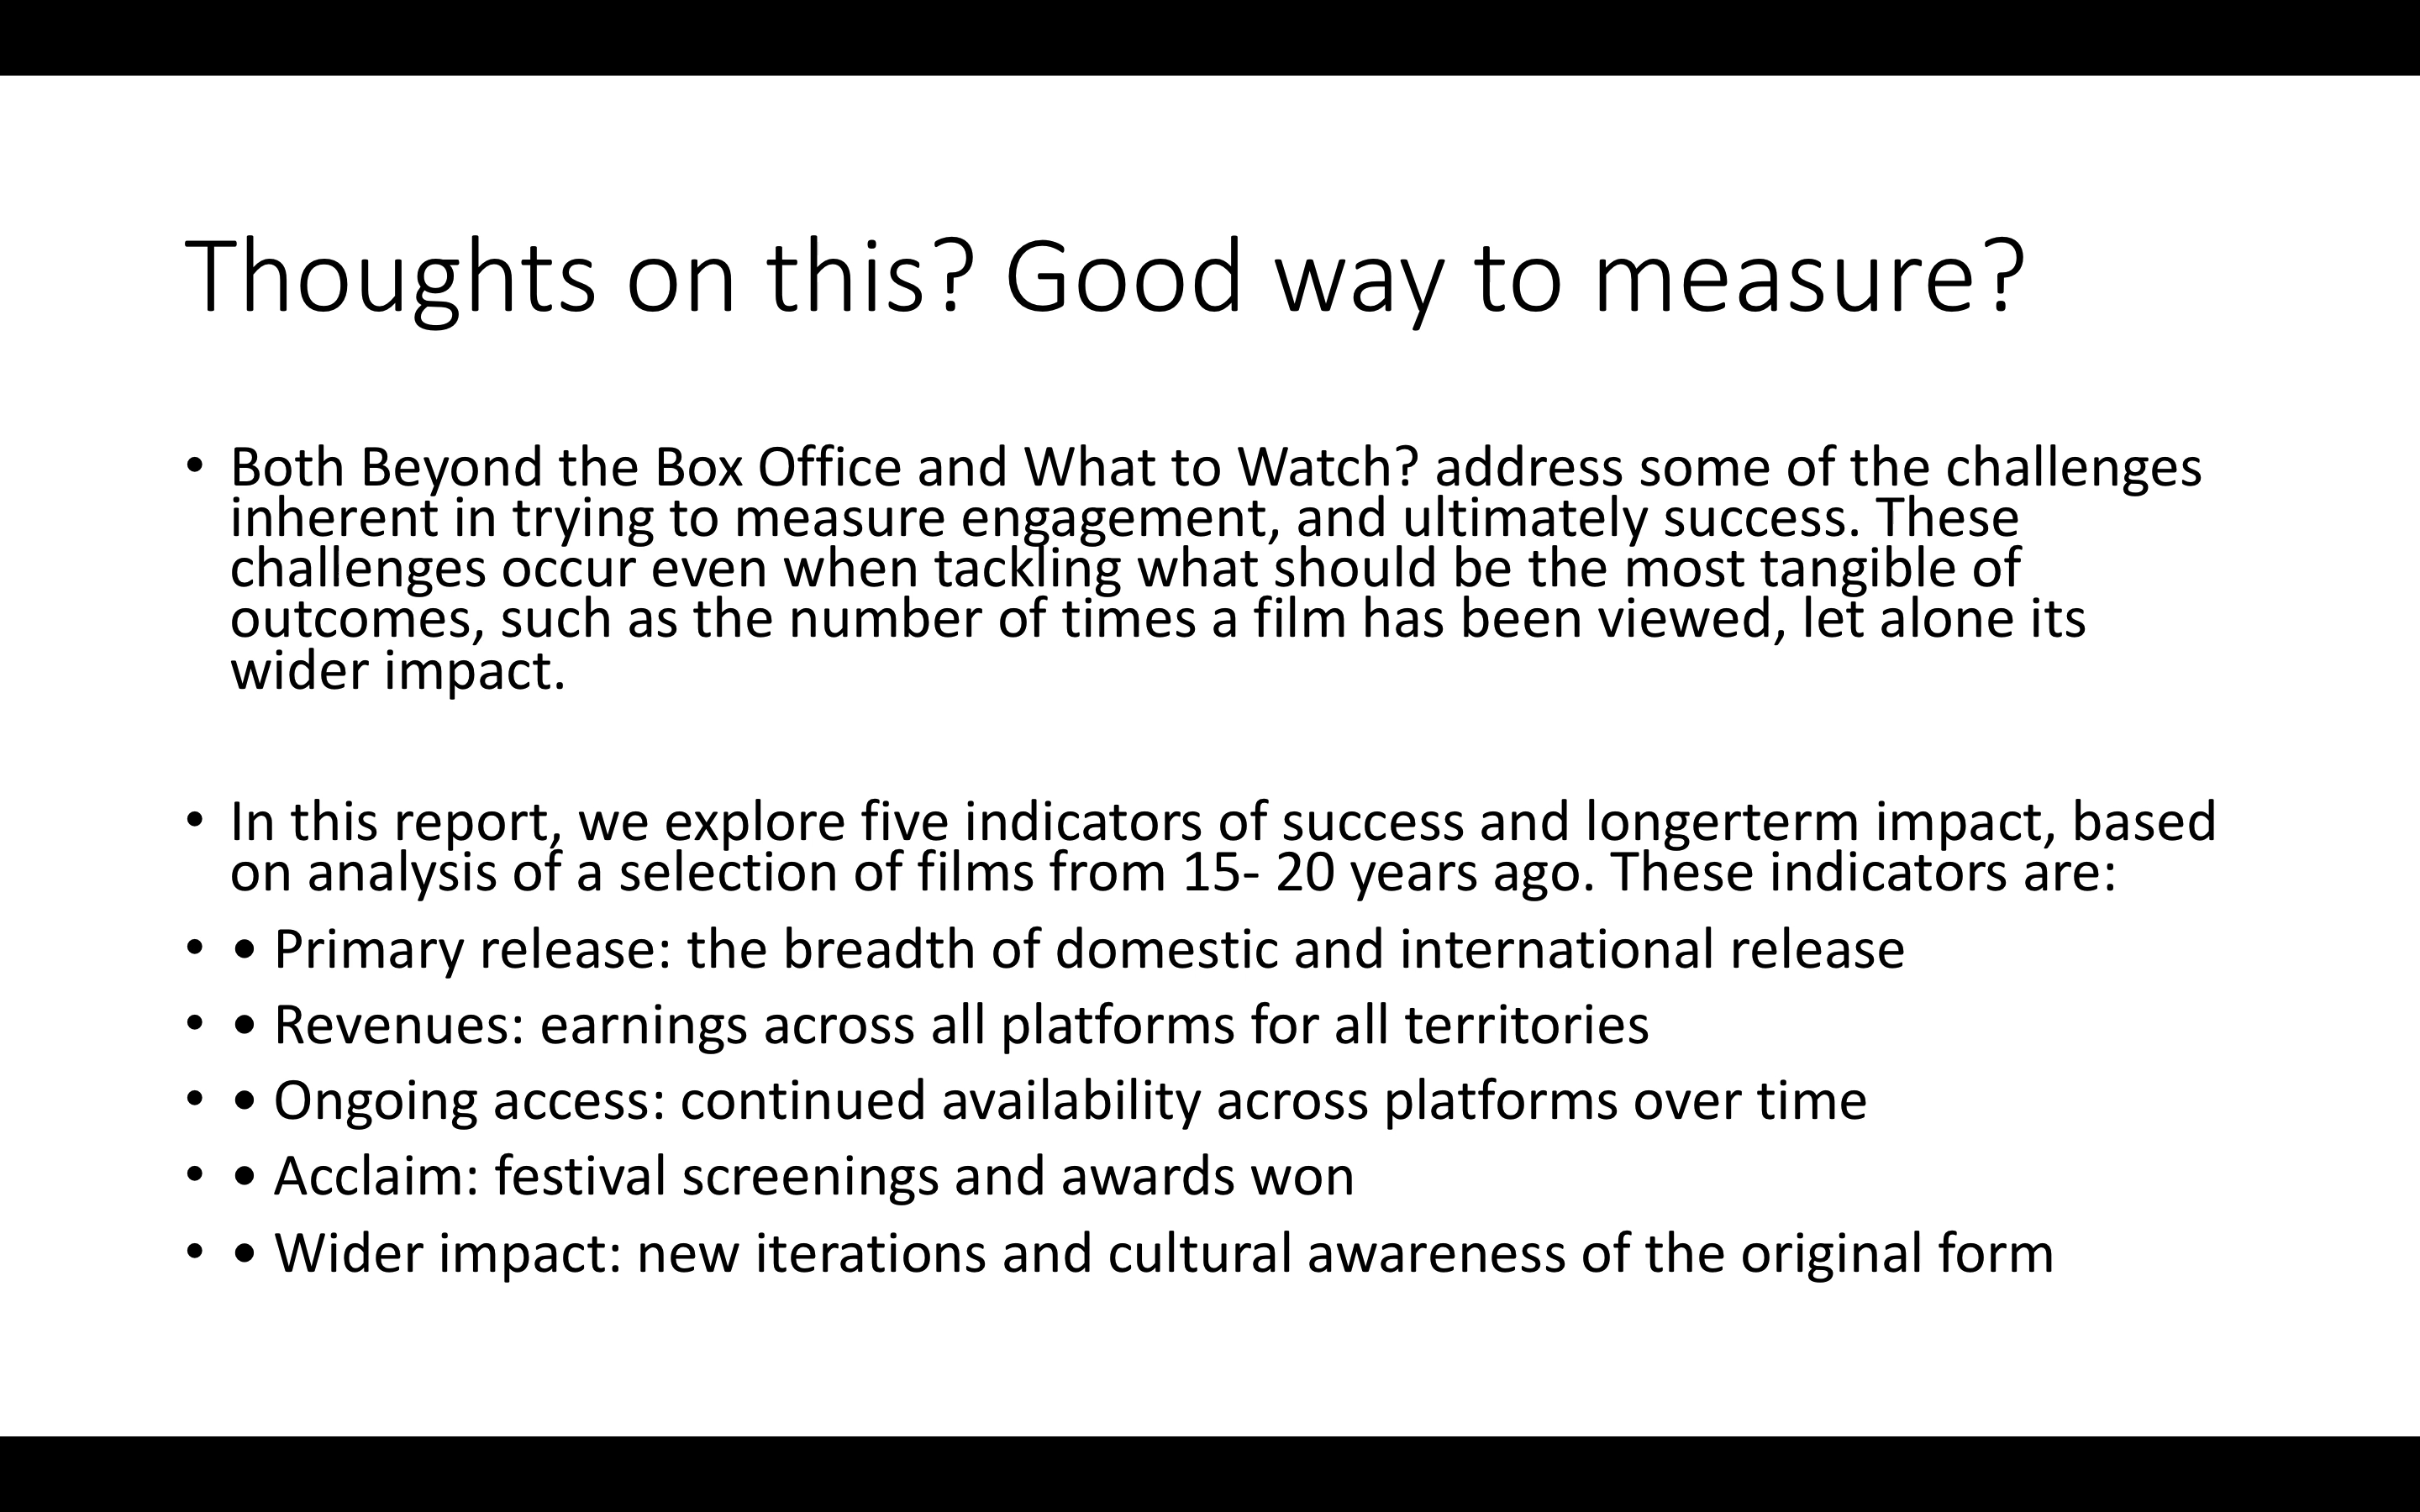 Thoughts on this? Good way to measure?
• Both Beyond the Box Office and What to Watch? address some of the challenges
inherent in trying to measure engagement, and ultimately success. These
challenges occur even when tackling what should be the most tangible of
outcomes, such as the number of times a film has been viewed, let alone its
wider impact.
• In this report, we explore five indicators of success and longerterm impact, based
on analysis of a selection of films from 15- 20 years ago. These indicators are:
• • Primary release: the breadth of domestic and international release
• • Revenues: earnings across all platforms for all territories
• • Ongoing access: continued availability across platforms over time
• • Acclaim: festival screenings and awards won
• • Wider impact: new iterations and cultural awareness of the original form